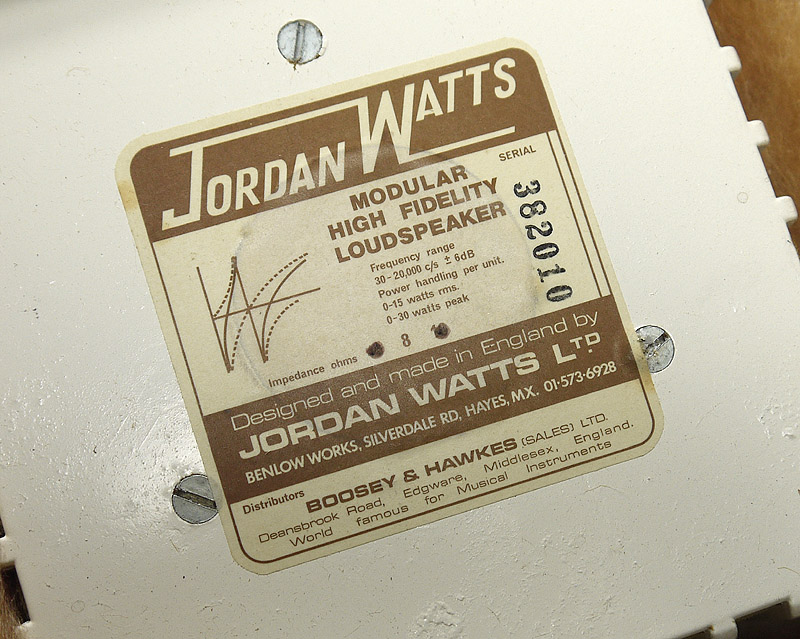 JORDAN WATTS
SERIAL
382010
MODULAR
HIGH FIDELITY
LOUDSPEAKER
Frequency range
30-20,000 c/s ± 6dB
Power handling per unit.
0-15 watts rms.
0-30 watts peak
Impedance ohms 8
Designed and made in England by
JORDAN WATTS LTD
BENLOW WORKS, SILVERDALE RD, HAYES, MX. 01·573·6928
Distributors BOOSEY & HAWKES (SALES) LTD.
Deansbrook Road, Edgware, Middlesex, England.
World famous for Musical Instruments